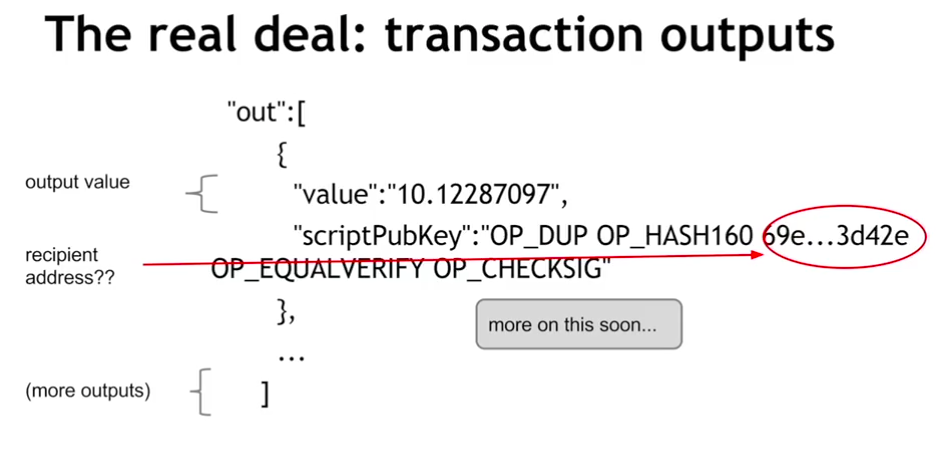 The real deal: transaction outputs
"out":[
{
output value
"value":"10.12287097",
"scriptPubKey":"OP_DUP OP_HASH160 69e...3d42e
recipient
address??
OP_EQUALVERIFY OP_CHECKSIG"
},
more on this soon...
...
(more outputs)
]